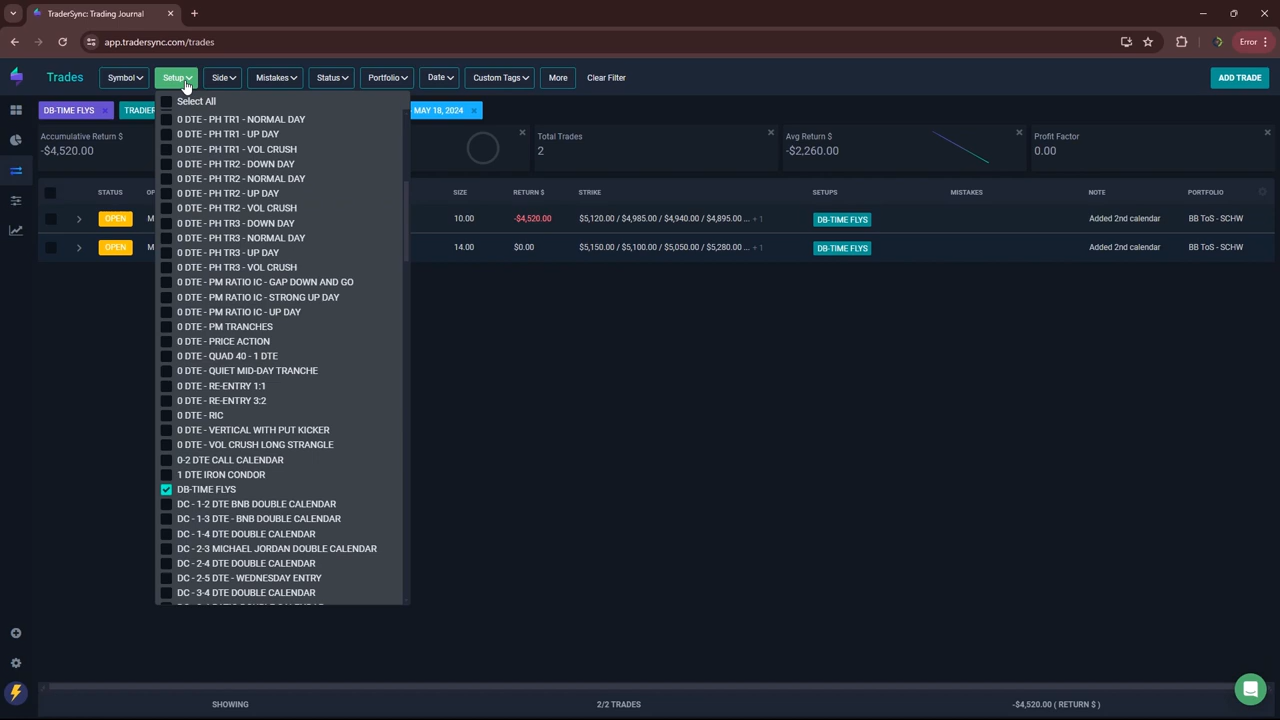 TraderSync: Trading Journal
app.tradersync.com/trades
Error
Trades
Symbol
Setup
Side
Mistakes
Status
Portfolio
Date
Custom Tags
More
Clear Filter
ADD TRADE
DB-TIME FLYS
TRADIER
MAY 18, 2024
Accumulative Return $
-$4,520.00
Total Trades
2
Avg Return $
-$2,260.00
Profit Factor
0.00
STATUS
SIZE
RETURN $
STRIKE
SETUPS
MISTAKES
NOTE
PORTFOLIO
OPEN
10.00
-$4,520.00
$5,120.00 / $4,985.00 / $4,940.00 / $4,895.00 ... + 1
DB-TIME FLYS
Added 2nd calendar
BB ToS - SCHW
OPEN
14.00
$0.00
$5,150.00 / $5,100.00 / $5,050.00 / $5,280.00 ... + 1
DB-TIME FLYS
Added 2nd calendar
BB ToS - SCHW
Select All
0 DTE - PH TR1 - NORMAL DAY
0 DTE - PH TR1 - UP DAY
0 DTE - PH TR1 - VOL CRUSH
0 DTE - PH TR2 - DOWN DAY
0 DTE - PH TR2 - NORMAL DAY
0 DTE - PH TR2 - UP DAY
0 DTE - PH TR2 - VOL CRUSH
0 DTE - PH TR3 - DOWN DAY
0 DTE - PH TR3 - NORMAL DAY
0 DTE - PH TR3 - UP DAY
0 DTE - PH TR3 - VOL CRUSH
0 DTE - PM RATIO IC - GAP DOWN AND GO
0 DTE - PM RATIO IC - STRONG UP DAY
0 DTE - PM RATIO IC - UP DAY
0 DTE - PM TRANCHES
0 DTE - PRICE ACTION
0 DTE - QUAD 40 - 1 DTE
0 DTE - QUIET MID-DAY TRANCHE
0 DTE - RE-ENTRY 1:1
0 DTE - RE-ENTRY 3:2
0 DTE - RIC
0 DTE - VERTICAL WITH PUT KICKER
0 DTE - VOL CRUSH LONG STRANGLE
0-2 DTE CALL CALENDAR
1 DTE IRON CONDOR
DB-TIME FLYS
DC - 1-2 DTE BNB DOUBLE CALENDAR
DC - 1-3 DTE - BNB DOUBLE CALENDAR
DC - 1-4 DTE DOUBLE CALENDAR
DC - 2-3 MICHAEL JORDAN DOUBLE CALENDAR
DC - 2-4 DTE DOUBLE CALENDAR
DC - 2-5 DTE - WEDNESDAY ENTRY
DC - 3-4 DTE DOUBLE CALENDAR
SHOWING
2/2 TRADES
-$4,520.00 ( RETURN $ )